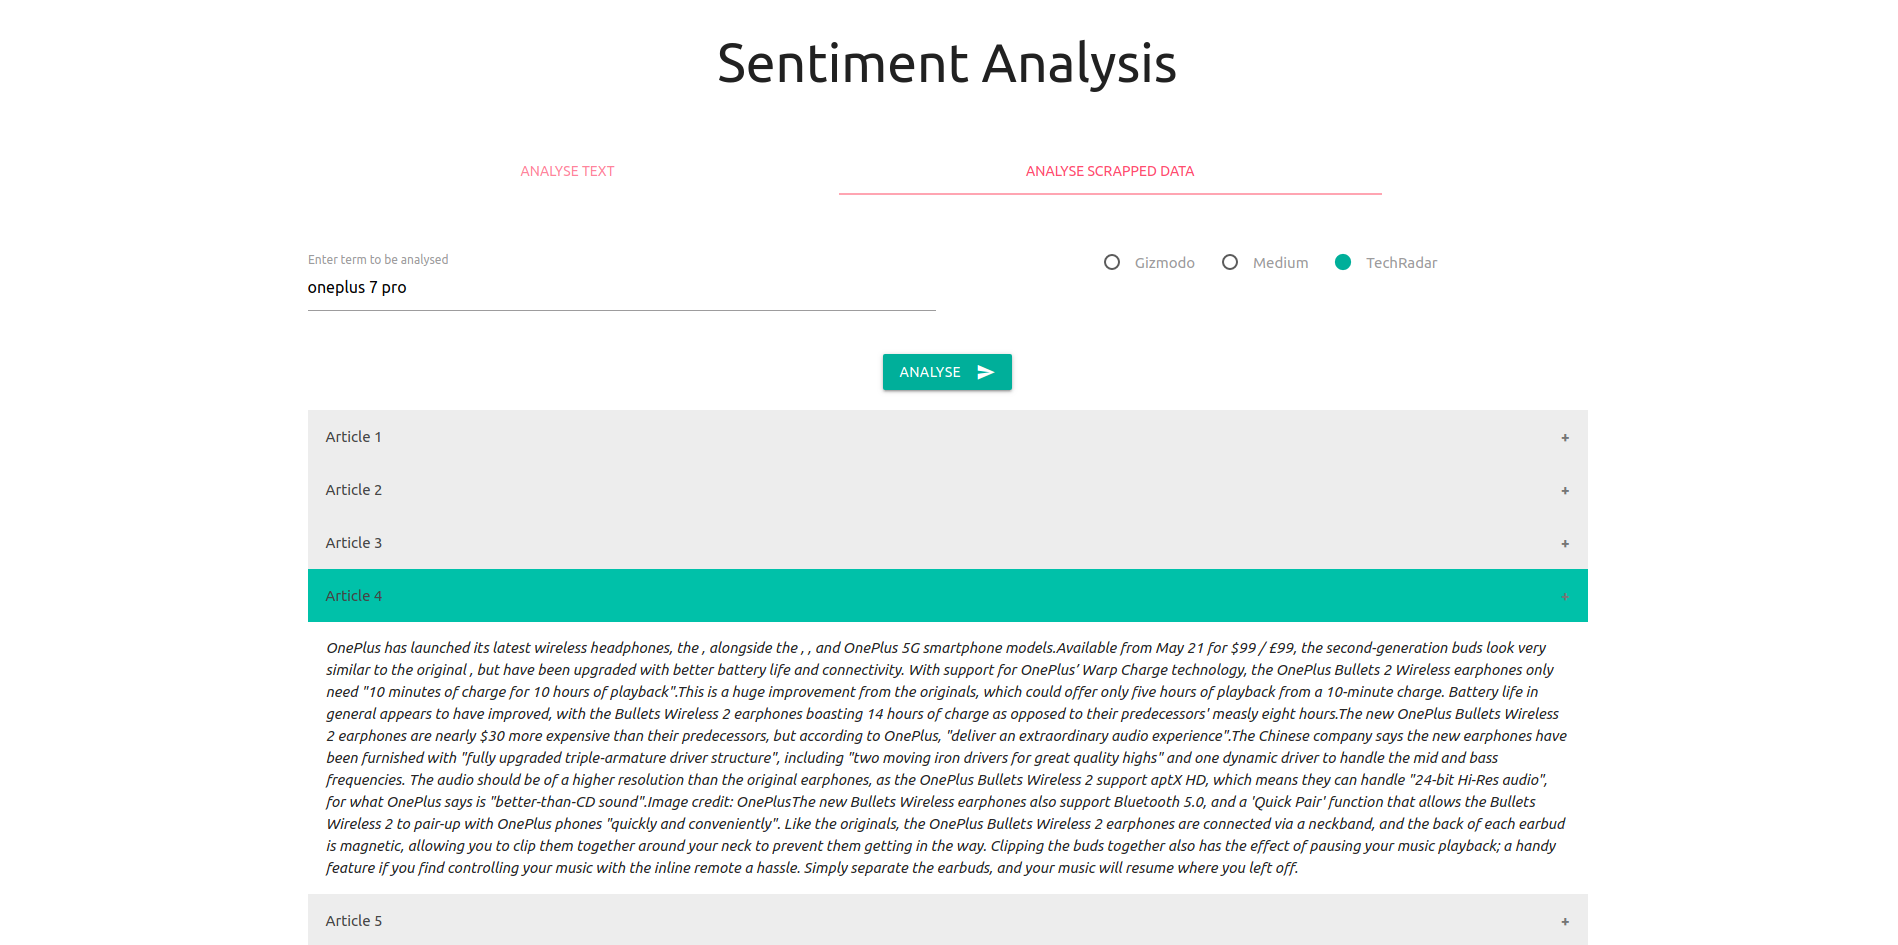 Sentiment Analysis
ANALYSE TEXT
ANALYSE SCRAPPED DATA
Enter term to be analysed
oneplus 7 pro
Gizmodo
Medium
TechRadar
ANALYSE
Article 1 +
Article 2 +
Article 3 +
Article 4 +
OnePlus has launched its latest wireless headphones, the , alongside the , , and OnePlus 5G smartphone models.Available from May 21 for $99 / £99, the second-generation buds look very
similar to the original , but have been upgraded with better battery life and connectivity. With support for OnePlus’ Warp Charge technology, the OnePlus Bullets 2 Wireless earphones only
need "10 minutes of charge for 10 hours of playback".This is a huge improvement from the originals, which could offer only five hours of playback from a 10-minute charge. Battery life in
general appears to have improved, with the Bullets Wireless 2 earphones boasting 14 hours of charge as opposed to their predecessors' measly eight hours.The new OnePlus Bullets Wireless
2 earphones are nearly $30 more expensive than their predecessors, but according to OnePlus, "deliver an extraordinary audio experience".The Chinese company says the new earphones have
been furnished with "fully upgraded triple-armature driver structure", including "two moving iron drivers for great quality highs" and one dynamic driver to handle the mid and bass
frequencies. The audio should be of a higher resolution than the original earphones, as the OnePlus Bullets Wireless 2 support aptX HD, which means they can handle "24-bit Hi-Res audio",
for what OnePlus says is "better-than-CD sound".Image credit: OnePlusThe new Bullets Wireless earphones also support Bluetooth 5.0, and a 'Quick Pair' function that allows the Bullets
Wireless 2 to pair-up with OnePlus phones "quickly and conveniently". Like the originals, the OnePlus Bullets Wireless 2 earphones are connected via a neckband, and the back of each earbud
is magnetic, allowing you to clip them together around your neck to prevent them getting in the way. Clipping the buds together also has the effect of pausing your music playback; a handy
feature if you find controlling your music with the inline remote a hassle. Simply separate the earbuds, and your music will resume where you left off.
Article 5 +